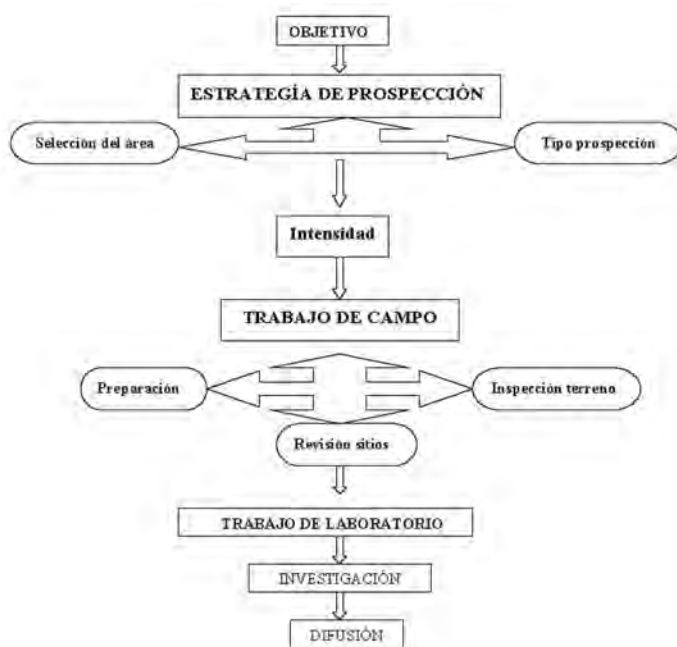 OBJETIVO
ESTRATEGÍA DE PROSPECCIÓN
Selección del área
Tipo prospección
Intensidad
TRABAJO DE CAMPO
Preparación
Inspección terreno
Revisión sitios
TRABAJO DE LABORATORIO
INVESTIGACIÓN
DIFUSIÓN